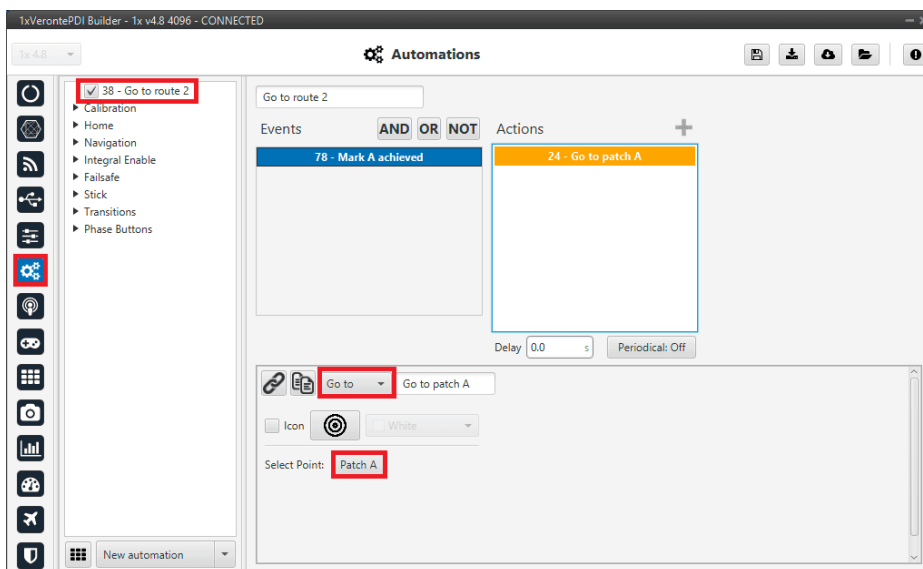 1xVerontePDI Builder - 1x v4.8 4096 - CONNECTED
1x 4.8
Automations
38 - Go to route 2
Calibration
Home
Navigation
Integral Enable
Failsafe
Stick
Transitions
Phase Buttons
New automation
Go to route 2
Events AND OR NOT Actions
78 - Mark A achieved
24 - Go to patch A
Delay 0.0 s Periodical: Off
Go to Go to patch A
Icon White
Select Point: Patch A